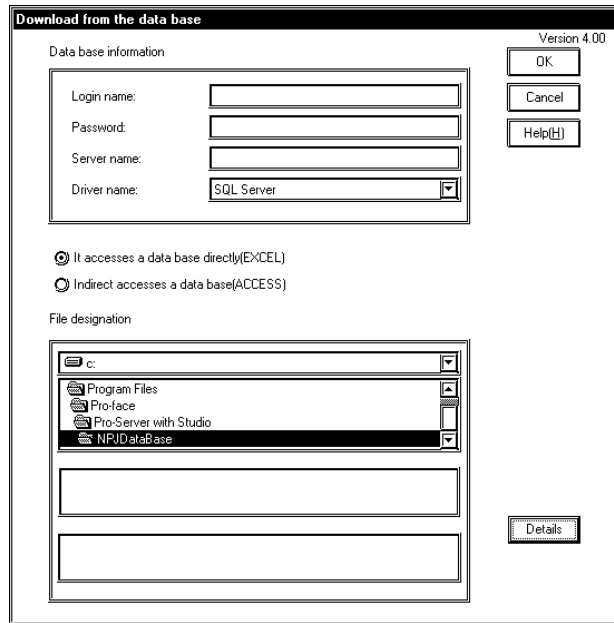 Download from the data base
Version 4.00
Data base information
OK
Login name:
Cancel
Password:
Help(H)
Server name:
Driver name:
SQL Server
It accesses a data base directly(EXCEL)
Indirect accesses a data base(ACCESS)
File designation
c:
Program Files
Pro-face
Pro-Server with Studio
NPJDataBase
Details